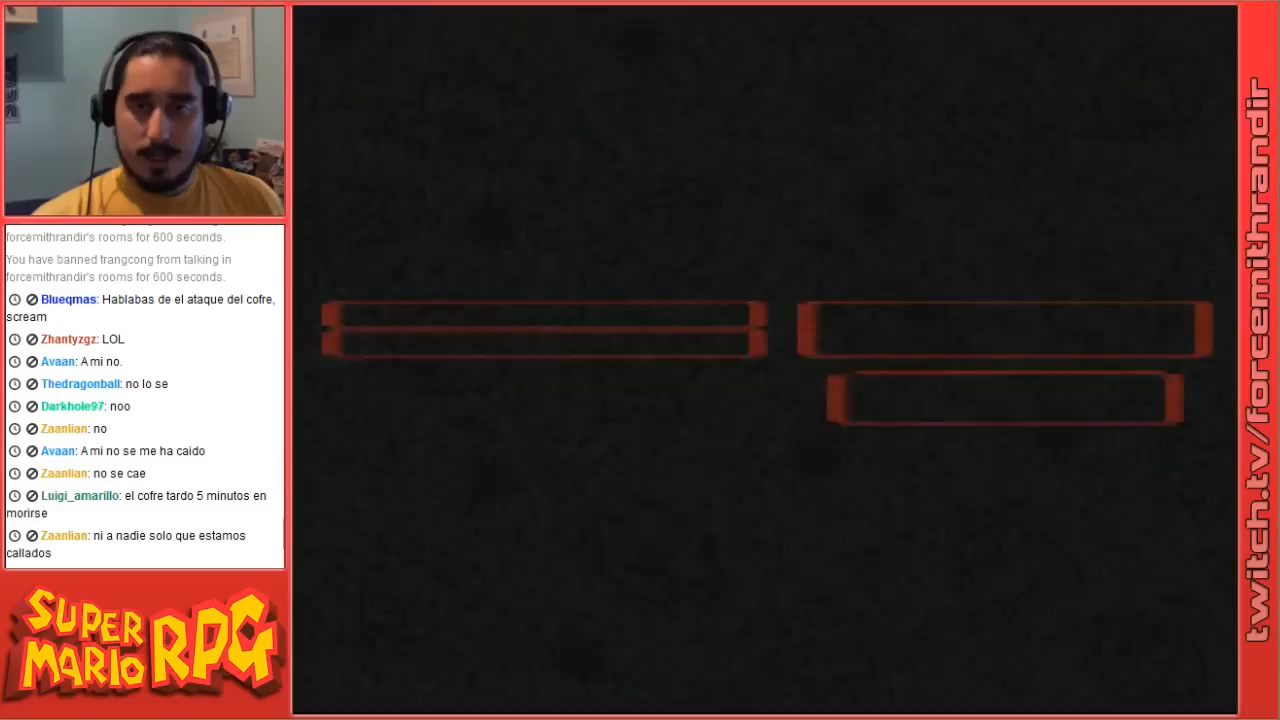 forcemithrandir's rooms for 600 seconds.
You have banned trangcong from talking in
forcemithrandir's rooms for 600 seconds.
Blueqmas: Hablabas de el ataque del cofre,
scream
Zhantyzgz: LOL
Avaan: A mi no.
Thedragonball: no lo se
Darkhole97: noo
Zaanlian: no
Avaan: A mi no se me ha caido
Zaanlian: no se cae
Luigi_amarillo: el cofre tardo 5 minutos en
morirse
Zaanlian: ni a nadie solo que estamos
callados
SUPER
MARIO
RPG
twitch.tv/forcemithrandir